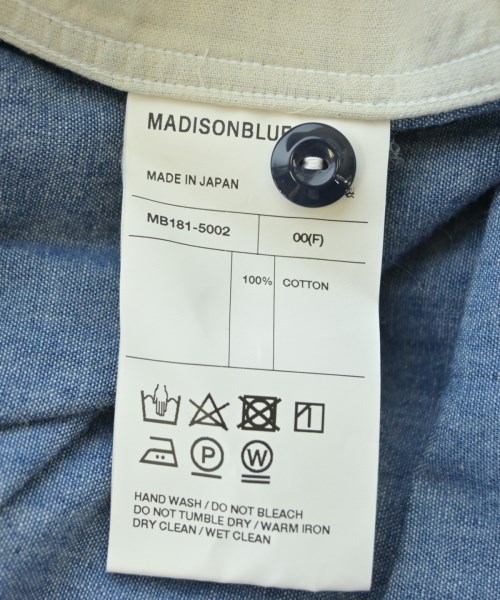 MADISONBLUE
MADE IN JAPAN
MB181-5002 00(F)
100% COTTON
P W
HAND WASH / DO NOT BLEACH
DO NOT TUMBLE DRY / WARM IRON
DRY CLEAN / WET CLEAN